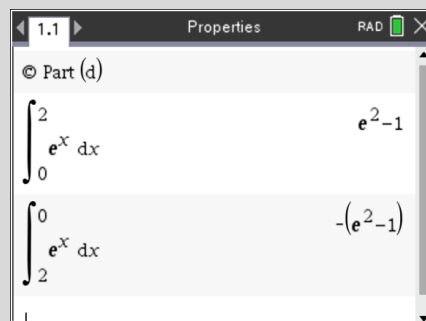 1.1 Properties RAD
© Part (d)
∫₀² eˣ dx e²−1
∫₂⁰ eˣ dx -(e²−1)